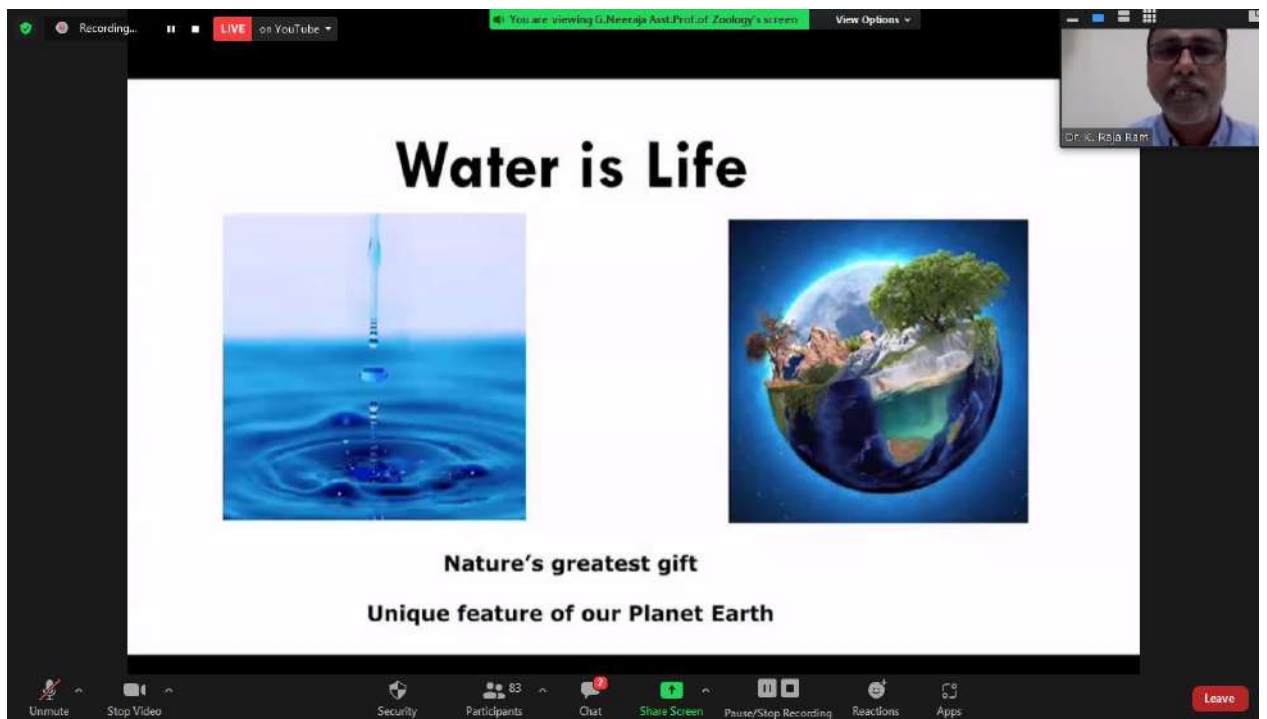 Recording...
LIVE on YouTube
You are viewing G.Neeraja Asst.Prof.of Zoology's screen
View Options
Dr. K. Raja Ram
Water is Life
Nature's greatest gift
Unique feature of our Planet Earth
Unmute
Stop Video
Security
83
Participants
2
Chat
Share Screen
Pause/Stop Recording
Reactions
Apps
Leave